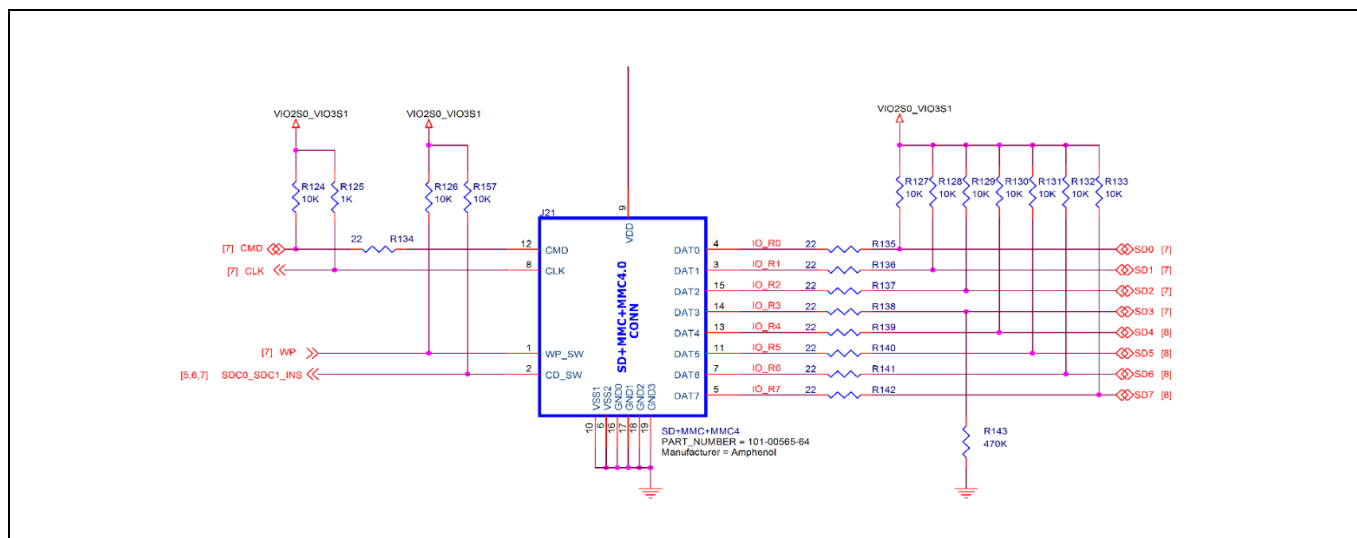 VIO2S0_VIO3S1
VIO2S0_VIO3S1
VIO2S0_VIO3S1
R124
10K
R125
1K
R126
10K
R157
10K
R127
10K
R128
10K
R129
10K
R130
10K
R131
10K
R132
10K
R133
10K
J21
9
VDD
[7] CMD
22
R134
12
CMD
[7] CLK
8
CLK
[7] WP
1
WP_SW
[5,6,7] SDC0_SDC1_INS
2
CD_SW
SD+MMC+MMC4.0
CONN
DAT0
4
IO_R0
22
R135
SD0 [7]
DAT1
3
IO_R1
22
R136
SD1 [7]
DAT2
15
IO_R2
22
R137
SD2 [7]
DAT3
14
IO_R3
22
R138
SD3 [7]
DAT4
13
IO_R4
22
R139
SD4 [8]
DAT5
11
IO_R5
22
R140
SD5 [8]
DAT6
7
IO_R6
22
R141
SD6 [8]
DAT7
5
IO_R7
22
R142
SD7 [8]
VSS1
VSS2
GND0
GND1
GND2
GND3
10
6
16
17
18
19
SD+MMC+MMC4
PART_NUMBER = 101-00565-64
Manufacturer = Amphenol
R143
470K